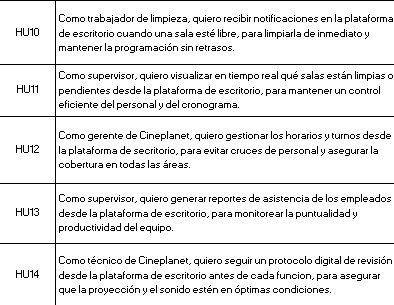 HU10
Como trabajador de limpieza, quiero recibir notificaciones en la plataforma
de escritorio cuando una sala esté libre, para limpiarla de inmediato y
mantener la programación sin retrasos.
HU11
Como supervisor, quiero visualizar en tiempo real qué salas están limpias o
pendientes desde la plataforma de escritorio, para mantener un control
eficiente del personal y del cronograma.
HU12
Como gerente de Cineplanet, quiero gestionar los horarios y turnos desde
la plataforma de secritorio, para evitar cruces de personal y asegurar la
cobertura en todas las áreas.
HU13
Como supervisor, quiero generar reportes de asistencia de los empleados
desde la plataforma de escritorio, para monitorear la puntualidad y
productividad del equipo.
HU14
Como técnico de Cineplanet, quiero seguir un protocolo digital de revisión
desde la plataforma de escritorio antes de cada funcion, para asegurar
que la proyección y el sonido estén en óptimas condiciones.